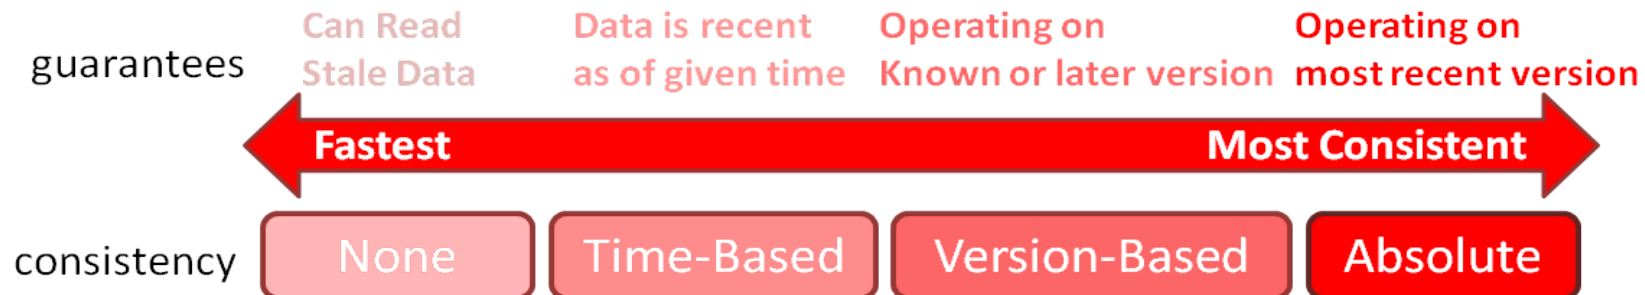 guarantees
Can Read
Stale Data
Data is recent
as of given time
Operating on
Known or later version
Operating on
most recent version
Fastest
Most Consistent
consistency
None
Time-Based
Version-Based
Absolute